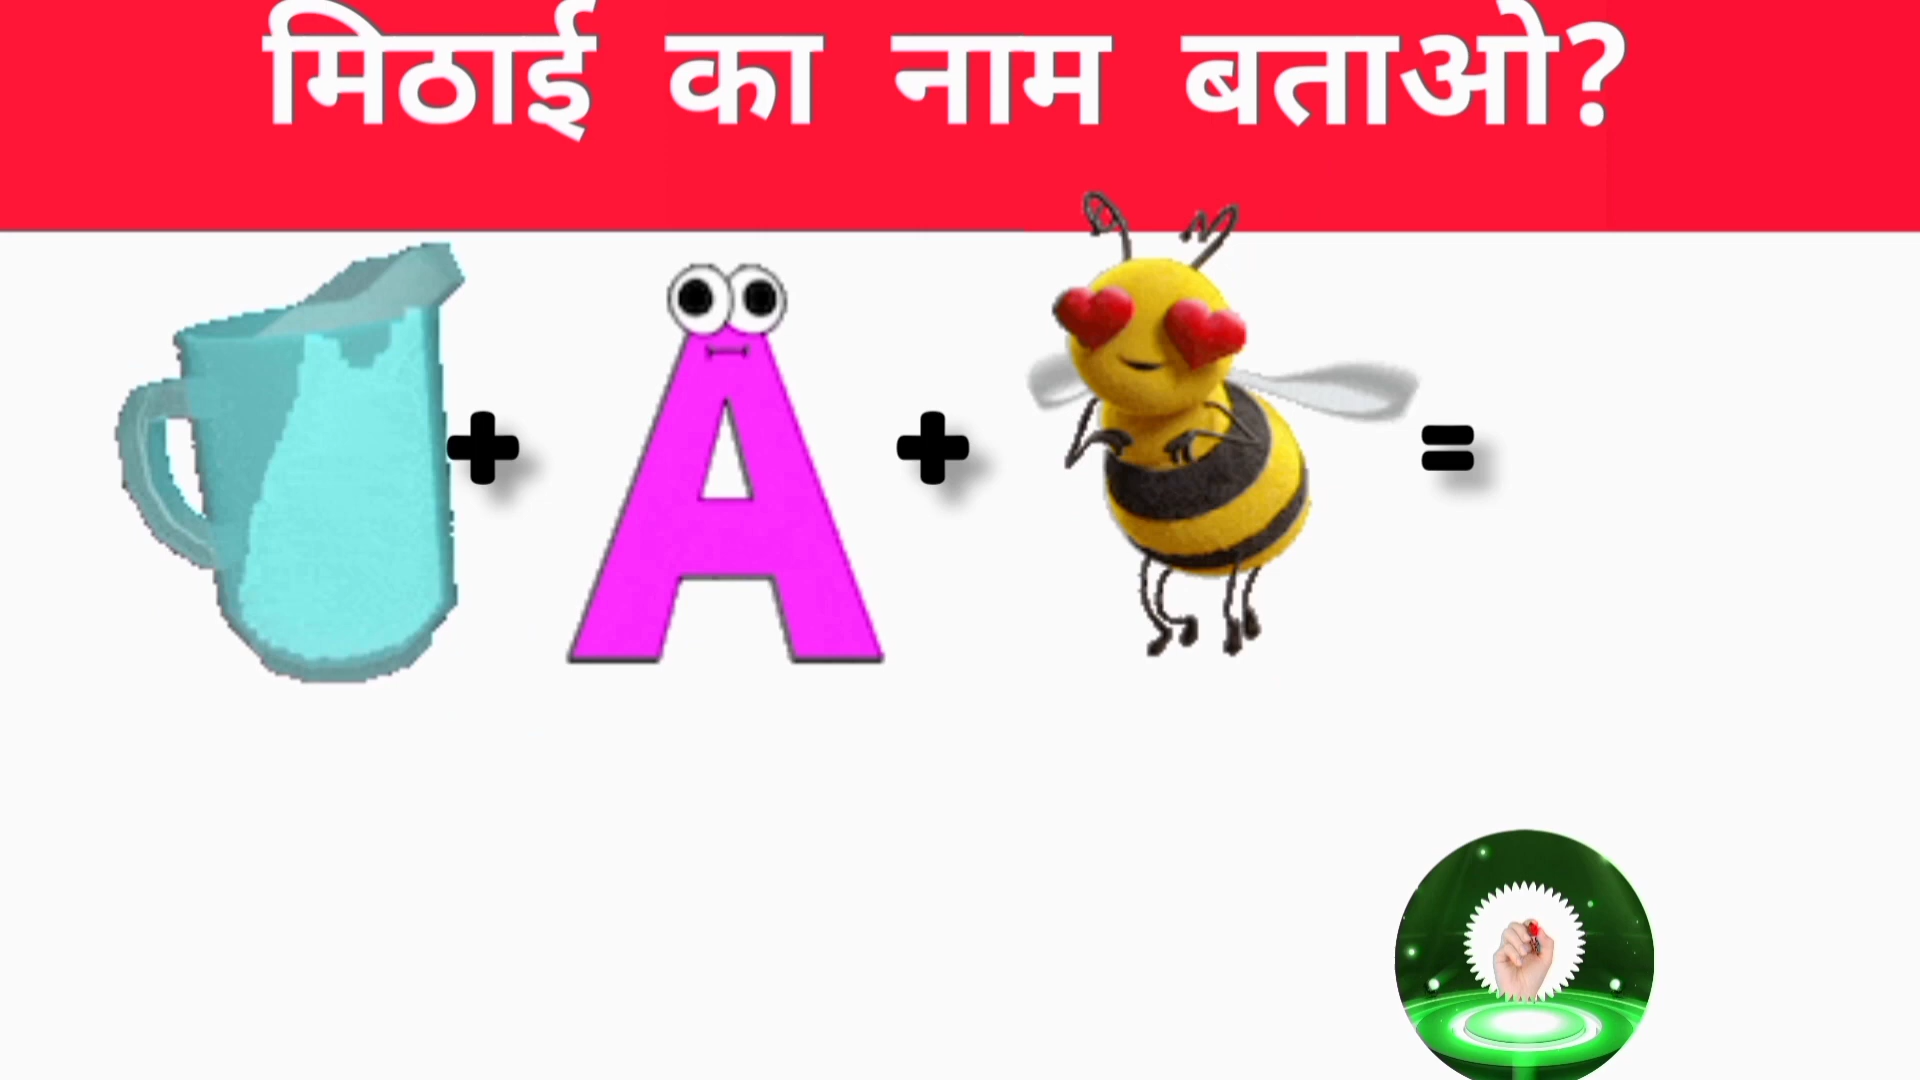 मिठाई का नाम बताओ?
+ A + =